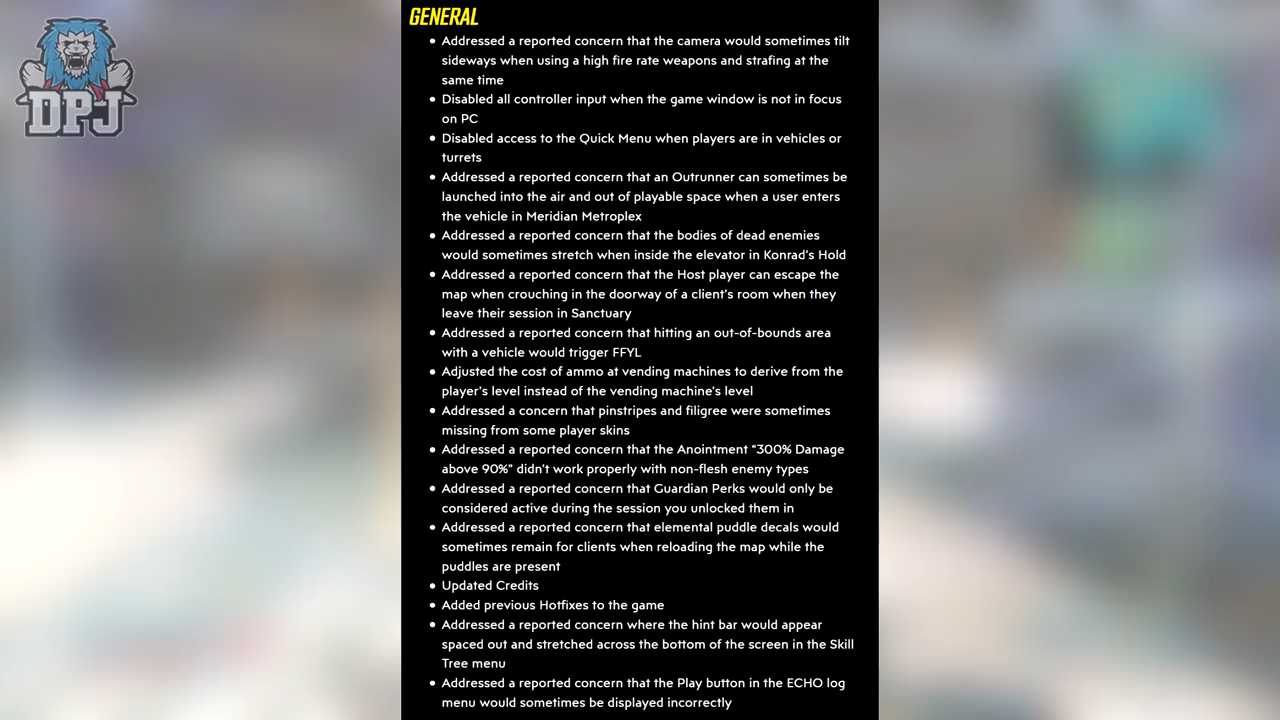 GENERAL
• Addressed a reported concern that the camera would sometimes tilt
sideways when using a high fire rate weapons and strafing at the
same time
• Disabled all controller input when the game window is not in focus
on PC
• Disabled access to the Quick Menu when players are in vehicles or
turrets
• Addressed a reported concern that an Outrunner can sometimes be
launched into the air and out of playable space when a user enters
the vehicle in Meridian Metroplex
• Addressed a reported concern that the bodies of dead enemies
would sometimes stretch when inside the elevator in Konrad's Hold
• Addressed a reported concern that the Host player can escape the
map when crouching in the doorway of a client's room when they
leave their session in Sanctuary
• Addressed a reported concern that hitting an out-of-bounds area
with a vehicle would trigger FFYL
• Adjusted the cost of ammo at vending machines to derive from the
player's level instead of the vending machine's level
• Addressed a concern that pinstripes and filigree were sometimes
missing from some player skins
• Addressed a reported concern that the Anointment “300% Damage
above 90%” didn't work properly with non-flesh enemy types
• Addressed a reported concern that Guardian Perks would only be
considered active during the session you unlocked them in
• Addressed a reported concern that elemental puddle decals would
sometimes remain for clients when reloading the map while the
puddles are present
• Updated Credits
• Added previous Hotfixes to the game
• Addressed a reported concern where the hint bar would appear
spaced out and stretched across the bottom of the screen in the Skill
Tree menu
• Addressed a reported concern that the Play button in the ECHO log
menu would sometimes be displayed incorrectly
DPJ